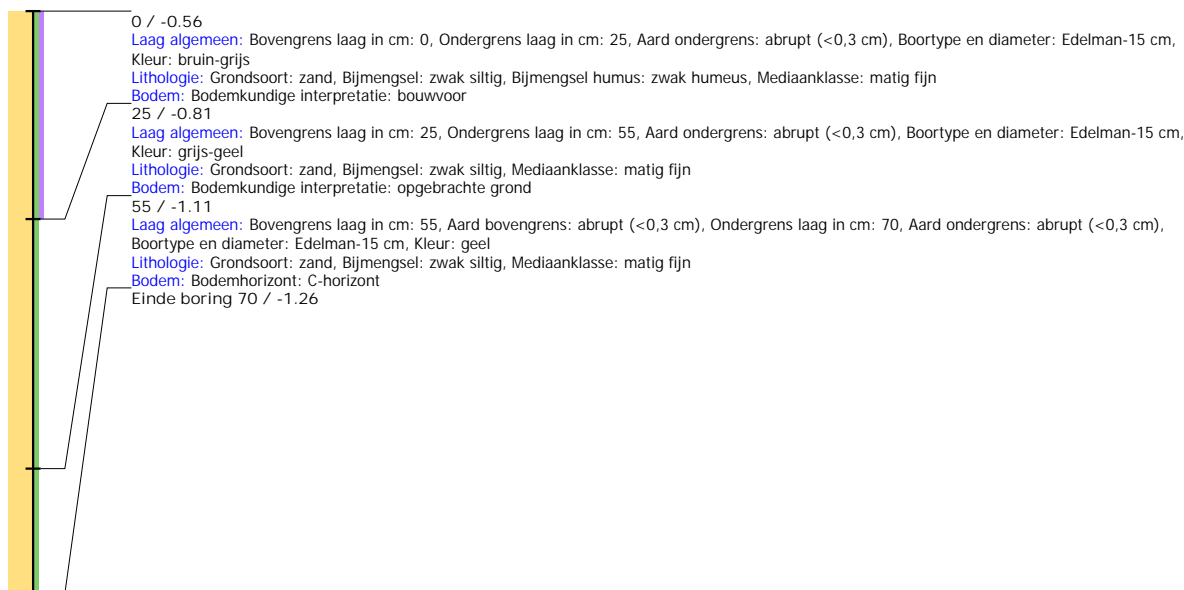 0 / -0.56
Laag algemeen: Bovengrens laag in cm: 0, Ondergrens laag in cm: 25, Aard ondergrens: abrupt (<0,3 cm), Boortype en diameter: Edelman-15 cm,
Kleur: bruin-grijs
Lithologie: Grondsoort: zand, Bijmengsel: zwak siltig, Bijmengsel humus: zwak humeus, Mediaanklasse: matig fijn
Bodem: Bodemkundige interpretatie: bouwvoor
25 / -0.81
Laag algemeen: Bovengrens laag in cm: 25, Ondergrens laag in cm: 55, Aard ondergrens: abrupt (<0,3 cm), Boortype en diameter: Edelman-15 cm,
Kleur: grijs-geel
Lithologie: Grondsoort: zand, Bijmengsel: zwak siltig, Mediaanklasse: matig fijn
Bodem: Bodemkundige interpretatie: opgebrachte grond
55 / -1.11
Laag algemeen: Bovengrens laag in cm: 55, Aard bovengrens: abrupt (<0,3 cm), Ondergrens laag in cm: 70, Aard ondergrens: abrupt (<0,3 cm),
Boortype en diameter: Edelman-15 cm, Kleur: geel
Lithologie: Grondsoort: zand, Bijmengsel: zwak siltig, Mediaanklasse: matig fijn
Bodem: Bodemhorizont: C-horizont
Einde boring 70 / -1.26